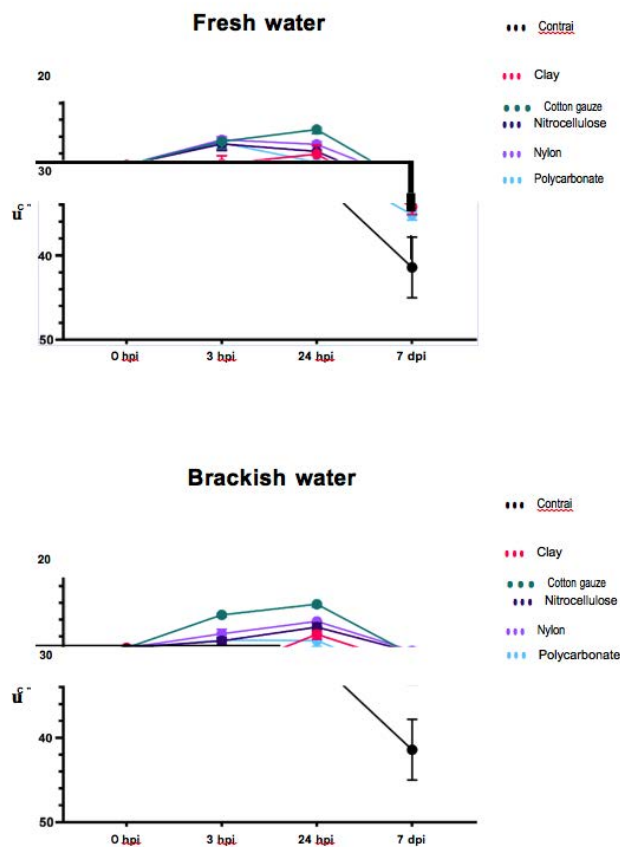 Fresh water
Contrai
20
Clay
Cotton gauze
Nitrocellulose
Nylon
30
Polycarbonate
40
50
0 hpi
3 hpi
24 hpi
7 dpi
Brackish water
Contrai
20
Clay
Cotton gauze
Nitrocellulose
Nylon
30
Polycarbonate
40
50
0 hpi
3 hpi
24 hpi
7 dpi